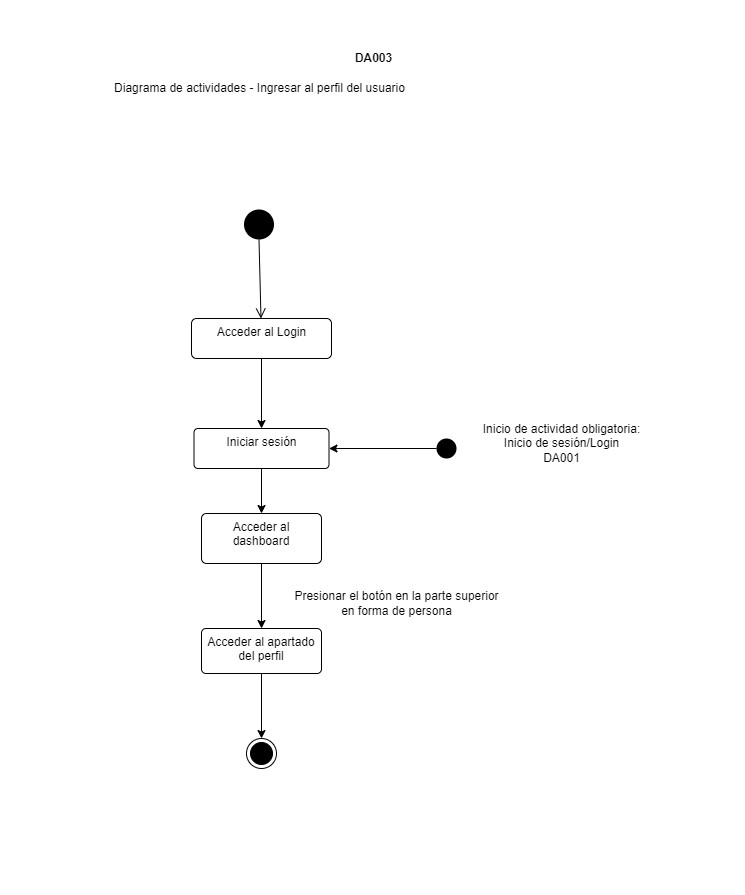 DA003
Diagrama de actividades - Ingresar al perfil del usuario
Acceder al Login
Iniciar sesión
Inicio de actividad obligatoria:
Inicio de sesión/Login
DA001
Acceder al
dashboard
Presionar el botón en la parte superior
en forma de persona
Acceder al apartado
del perfil